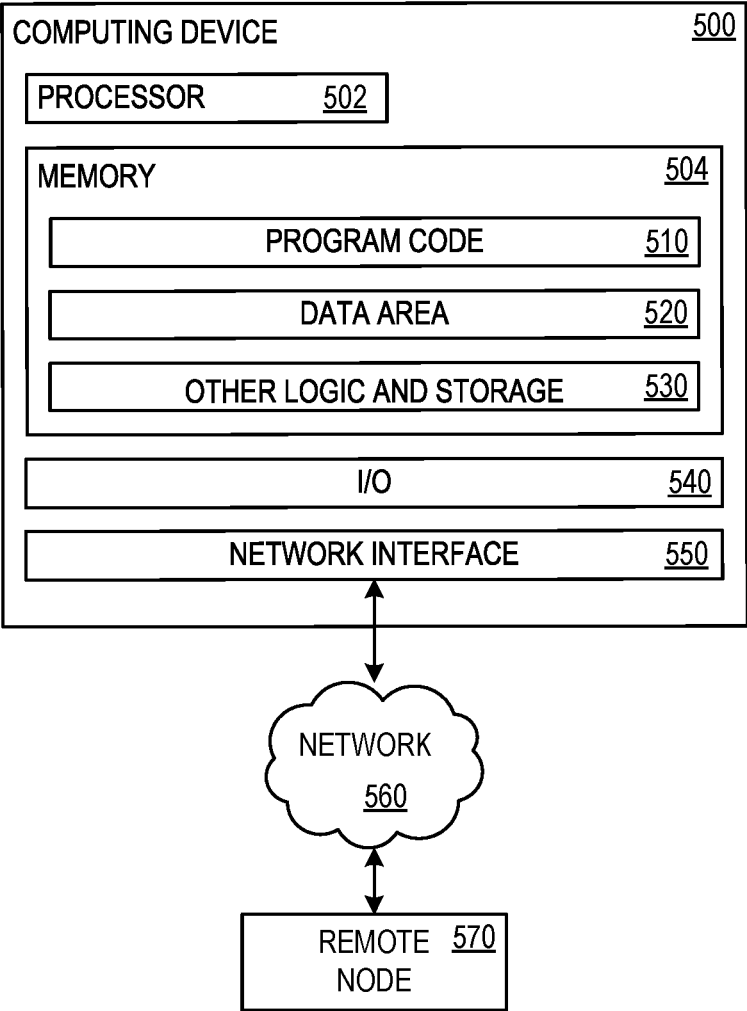 COMPUTING DEVICE 500
PROCESSOR 502
MEMORY 504
PROGRAM CODE 510
DATA AREA 520
OTHER LOGIC AND STORAGE 530
I/O 540
NETWORK INTERFACE 550
NETWORK
560
REMOTE 570
NODE